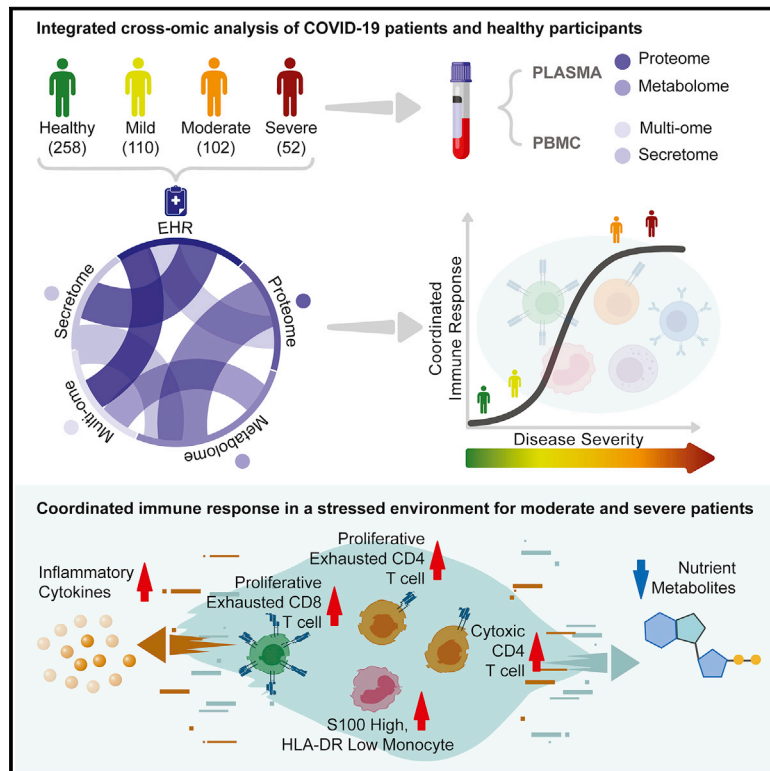 Integrated cross-omic analysis of COVID-19 patients and healthy participants
Healthy
(258)
Mild
(110)
Moderate
(102)
Severe
(52)
PLASMA
Proteome
Metabolome
PBMC
Multi-ome
Secretome
EHR
Secretome
Proteome
Multi-ome
Metabolome
Coordinated
Immune Response
Disease Severity
Coordinated immune response in a stressed environment for moderate and severe patients
Inflammatory
Cytokines
Proliferative
Exhausted CD8
T cell
Proliferative
Exhausted CD4
T cell
Cytoxic
CD4
T cell
S100 High,
HLA-DR Low Monocyte
Nutrient
Metabolites